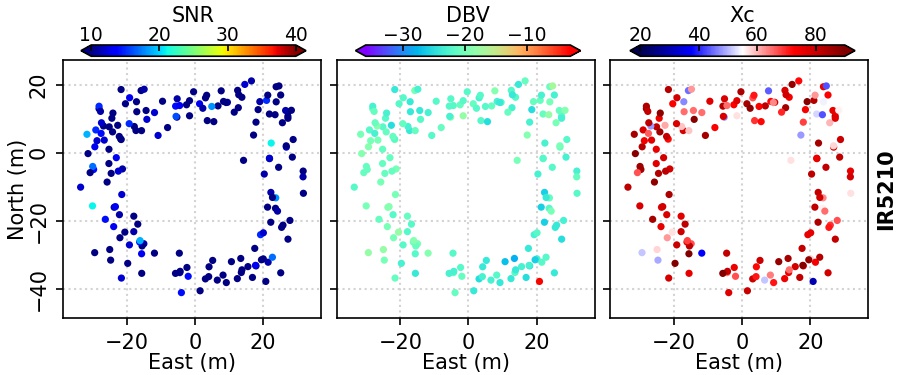 SNR DBV Xc
10 20 30 40 −30 −20 −10 20 40 60 80
20
0
−20
−40
North (m)
IR5210
−20 0 20 −20 0 20 −20 0 20
East (m) East (m) East (m)